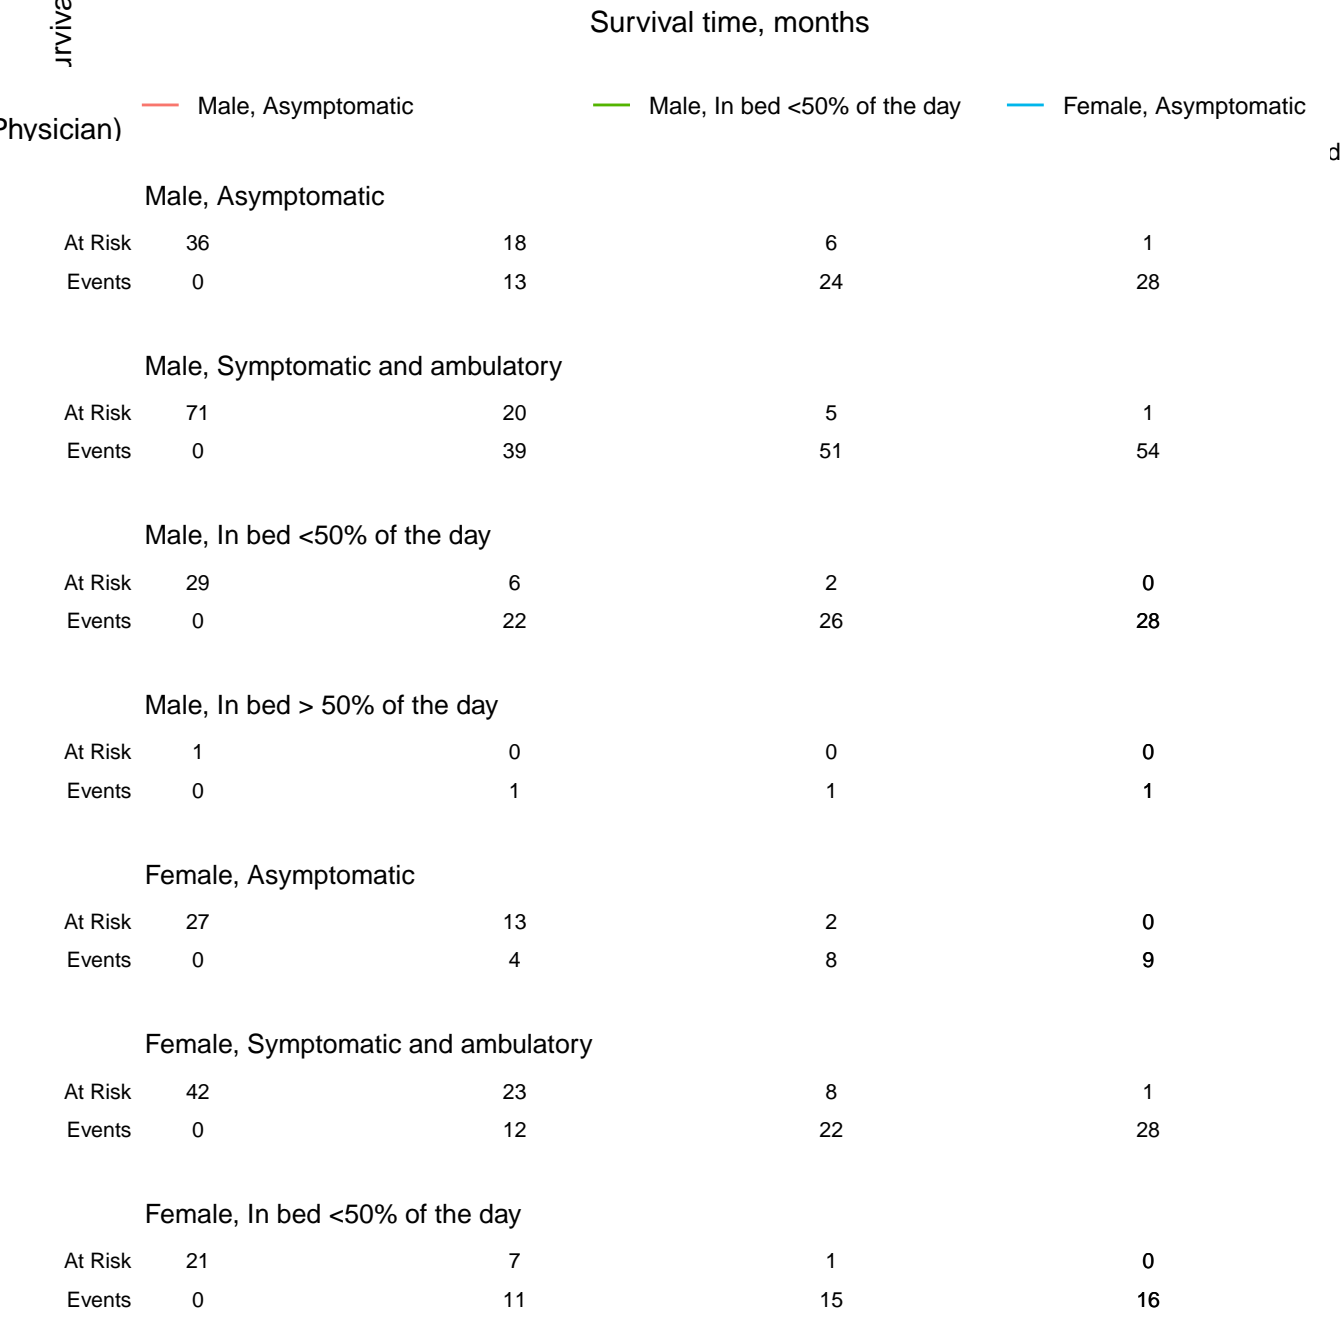 Survival time, months
Male, Asymptomatic Male, In bed <50% of the day Female, Asymptomatic
Physician)
Male, Asymptomatic
At Risk 36 18 6 1
Events 0 13 24 28
Male, Symptomatic and ambulatory
At Risk 71 20 5 1
Events 0 39 51 54
Male, In bed <50% of the day
At Risk 29 6 2 0
Events 0 22 26 28
Male, In bed > 50% of the day
At Risk 1 0 0 0
Events 0 1 1 1
Female, Asymptomatic
At Risk 27 13 2 0
Events 0 4 8 9
Female, Symptomatic and ambulatory
At Risk 42 23 8 1
Events 0 12 22 28
Female, In bed <50% of the day
At Risk 21 7 1 0
Events 0 11 15 16